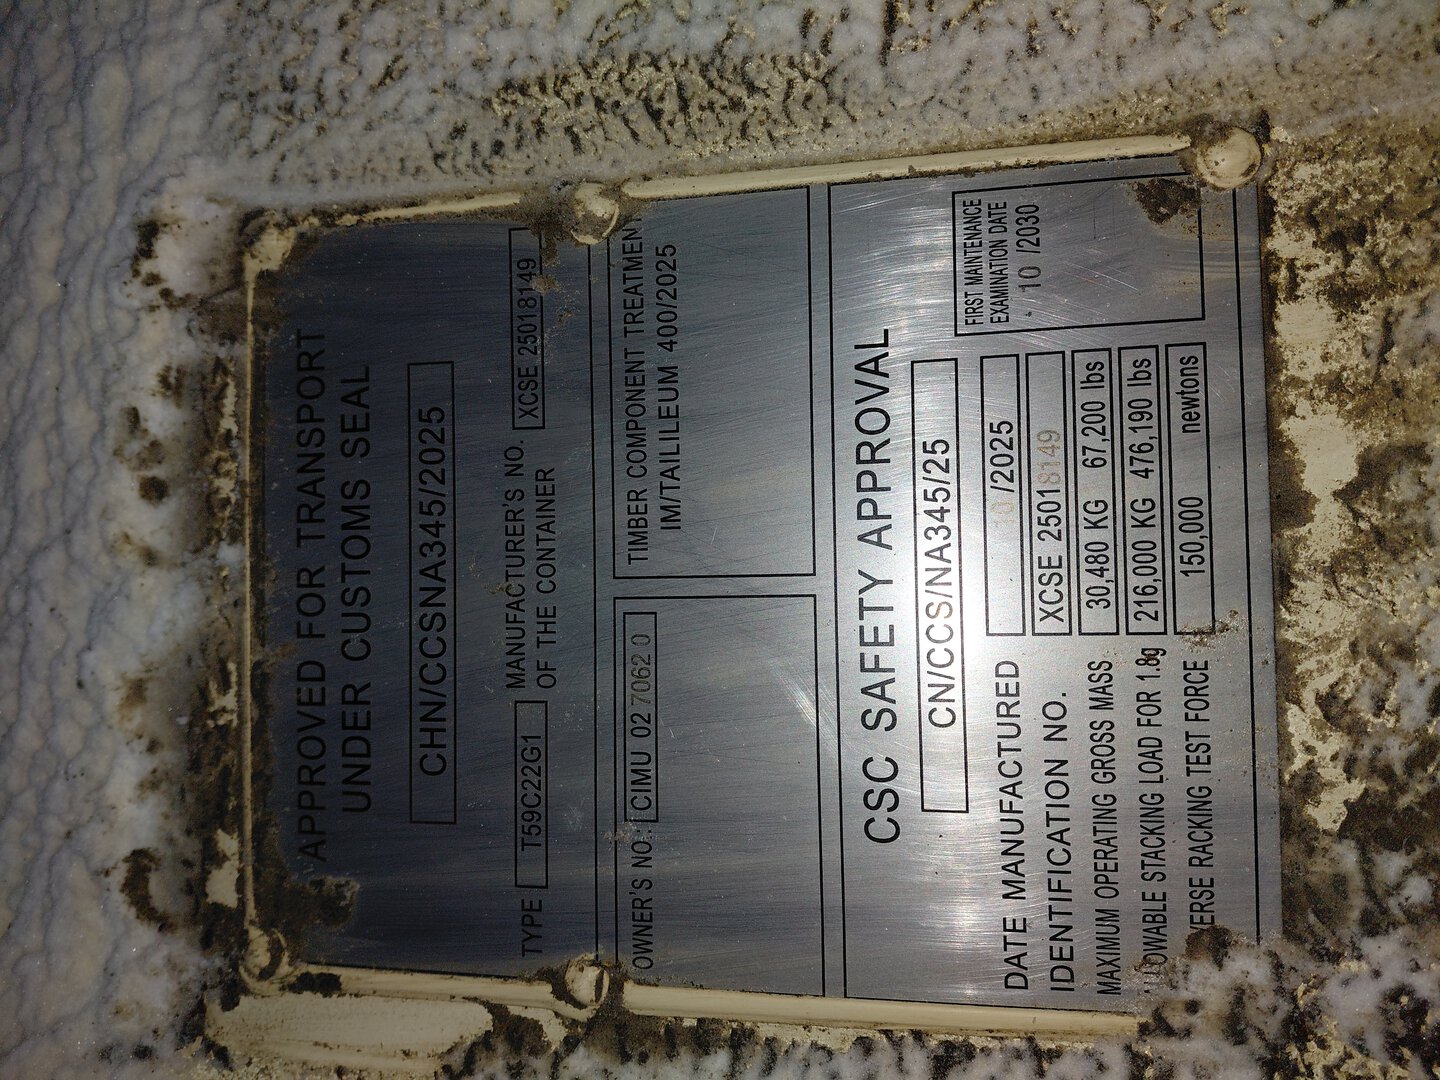 APPROVED FOR TRANSPORT
UNDER CUSTOMS SEAL
CHN/CCSNA345/2025
TYPE T59C22G1 MANUFACTURER'S NO. OF THE CONTAINER XCSE 25018149
OWNER'S NO.: CIMU 02 7062 0
TIMBER COMPONENT TREATMENT
IM/TAILILEUM 400/2025
CSC SAFETY APPROVAL
CN/CCS/NA345/25
DATE MANUFACTURED 10/2025
IDENTIFICATION NO. XCSE 25018149
MAXIMUM OPERATING GROSS MASS 30,480 KG 67,200 lbs
STACKING LOAD FOR 1.8g 216,000 KG 476,190 lbs
RACKING TEST FORCE 150,000 newtons
FIRST MAINTENANCE
EXAMINATION DATE
10 /2030